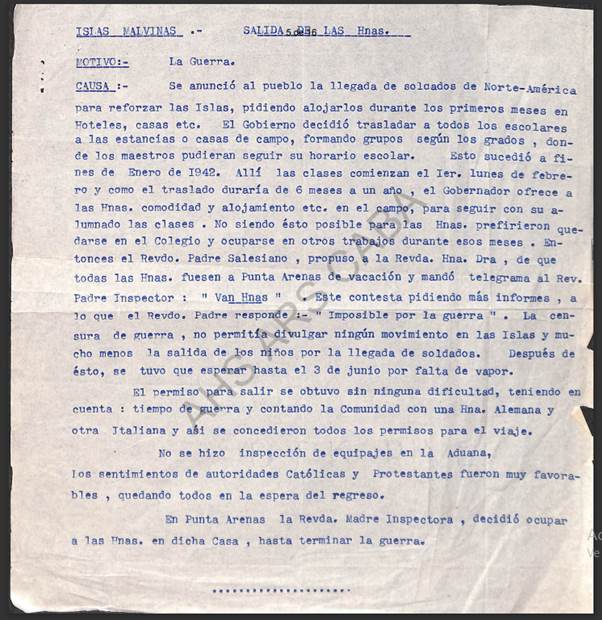 ISLAS MALVINAS .- SALIDA DE LAS Hnas.
MOTIVO:- La Guerra.
CAUSA :- Se anunció al pueblo la llegada de soldados de Norte-América
para reforzar las Islas, pidiendo alojarlos durante los primeros meses en
Hoteles, casas etc. El Gobierno decidió trasladar a todos los escolares
a las estancias o casas de campo, formando grupos según los grados , don-
de los maestros pudieran seguir su horario escolar. Esto sucedió a fi-
nes de Enero de 1942. Allí las clases comienzan el Ier. lunes de febre-
ro y como el traslado duraría de 6 meses a un año , el Gobernador ofrece a
las Hnas. comodidad y alojamiento etc. en el campo, para seguir con su a-
lumnado las clases . No siendo ésto posible para las Hnas. prefirieron que-
darse en el Colegio y ocuparse en otros trabajos durante esos meses . En-
tonces el Revdo. Padre Salesiano , propuso a la Revda. Hna. Dra , de que
todas las Hnas. fuesen a Punta Arenas de vacación y mandó telegrama al Rev.
Padre Inspector : " Van Hnas " . Este contesta pidiendo más informes , a
lo que el Revdo. Padre responde :- " Imposible por la guerra " . La cen-
sura de guerra , no permitía divulgar ningún movimiento en las Islas y mu-
cho menos la salida de los niños por la llegada de soldados. Después de
ésto, se tuvo que esperar hasta el 3 de junio por falta de vapor.
El permiso para salir se obtuvo sin ninguna dificultad, teniendo en
cuenta : tiempo de guerra y contando la Comunidad con una Hna. Alemana y
otra Italiana y así se concedieron todos los permisos para el viaje.
No se hizo inspección de equipajes en la Aduana,
los sentimientos de autoridades Católicas y Protestantes fueron muy favora-
bles , quedando todos en la espera del regreso.
En Punta Arenas la Revda. Madre Inspectora , decidió ocupar
a las Hnas. en dicha Casa , hasta terminar la guerra.
AHS ARS CABA